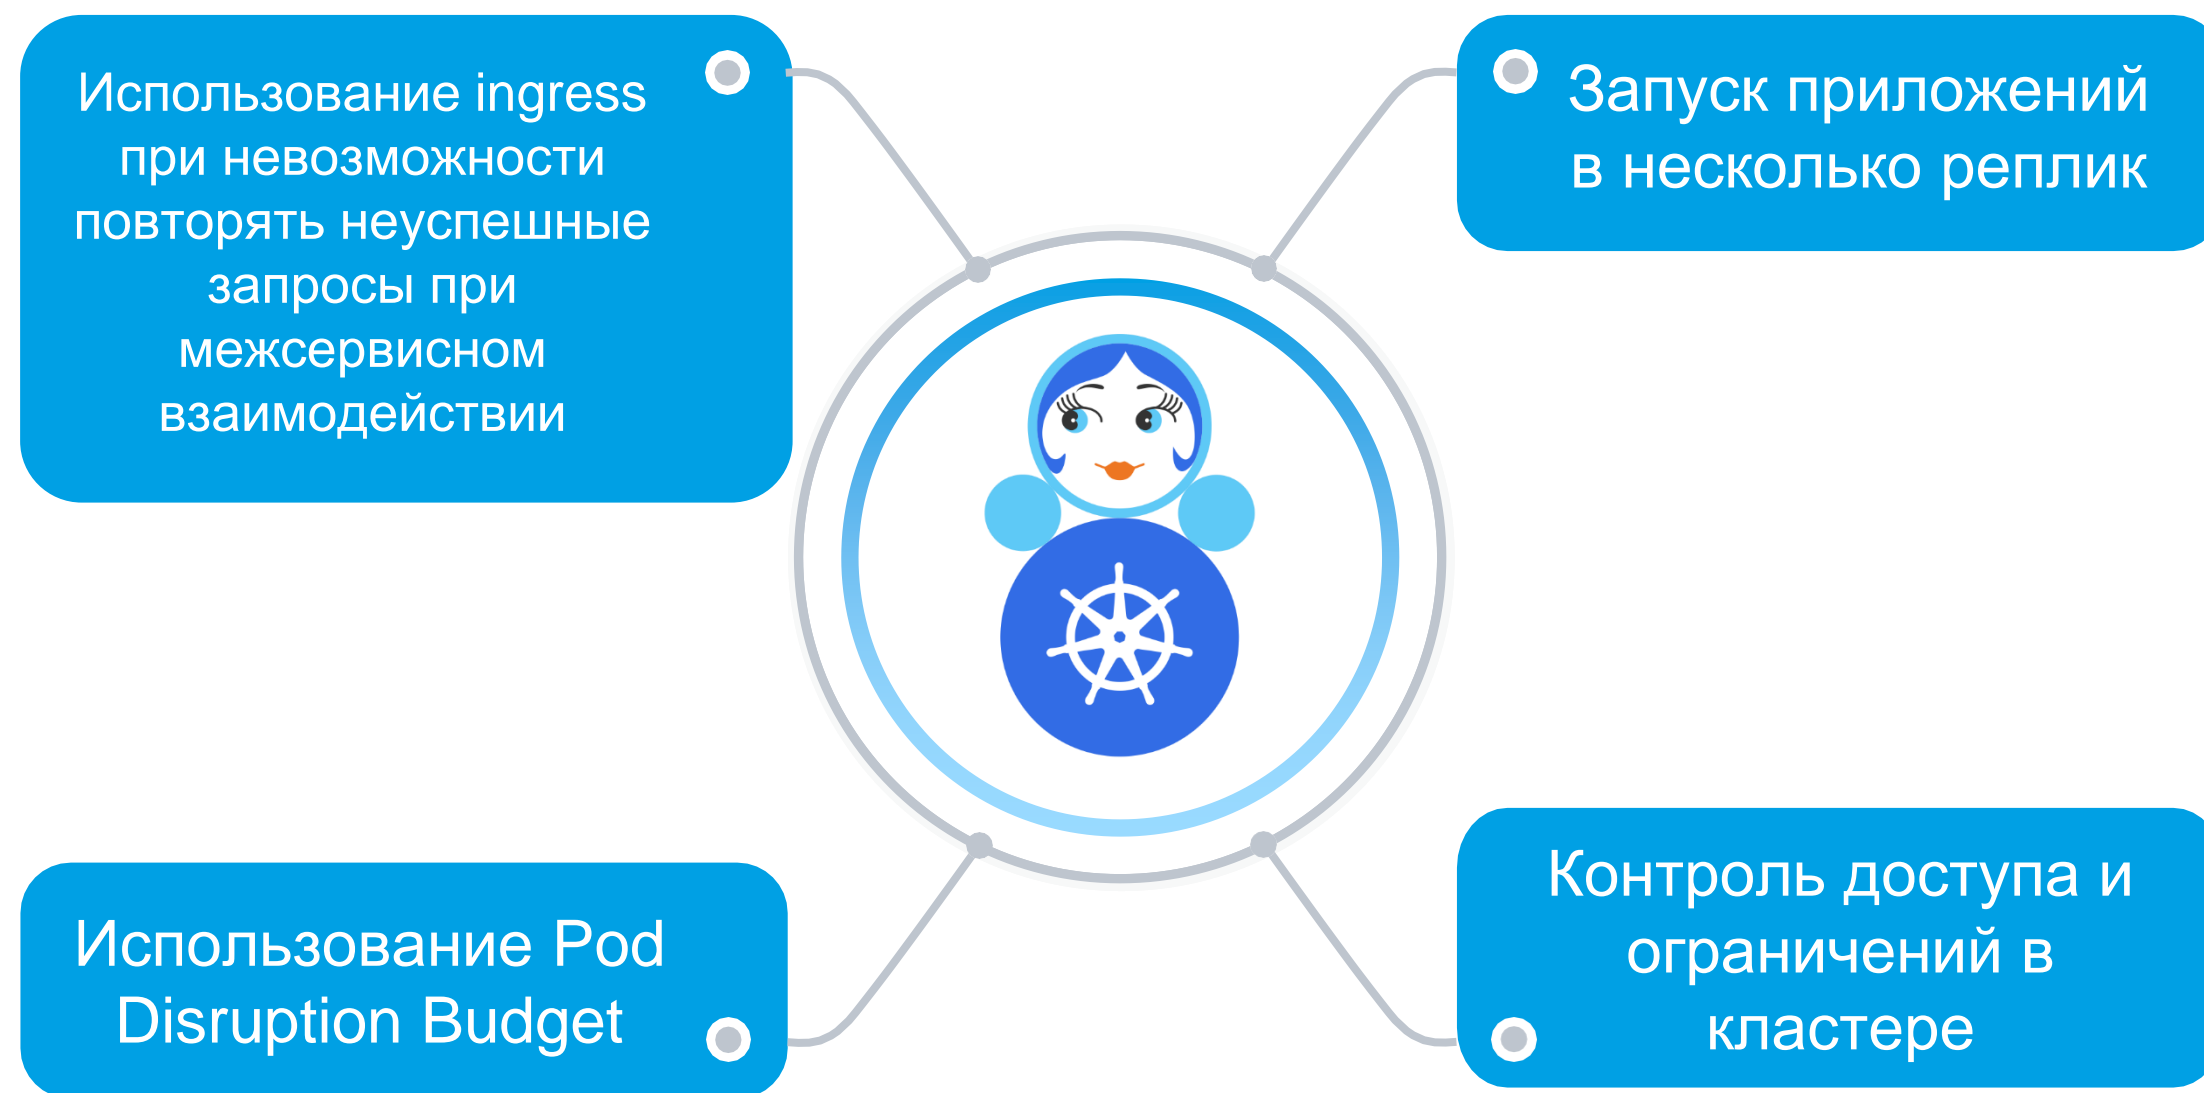 Использование ingress
при невозможности
повторять неуспешные
запросы при
межсервисном
взаимодействии
Запуск приложений
в несколько реплик
Использование Pod
Disruption Budget
Контроль доступа и
ограничений в
кластере